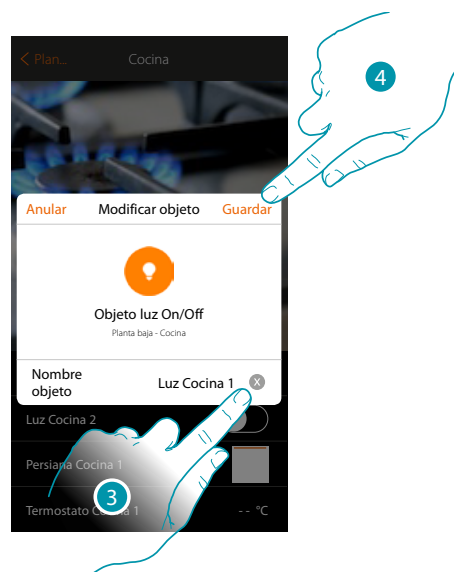 < Plan... Cocina
4
Anular Modificar objeto Guardar
Objeto luz On/Off
Planta baja - Cocina
Nombre objeto Luz Cocina 1 X
Luz Cocina 2
Persiana Cocina 1
3
Termostato Cocina 1 -- °C